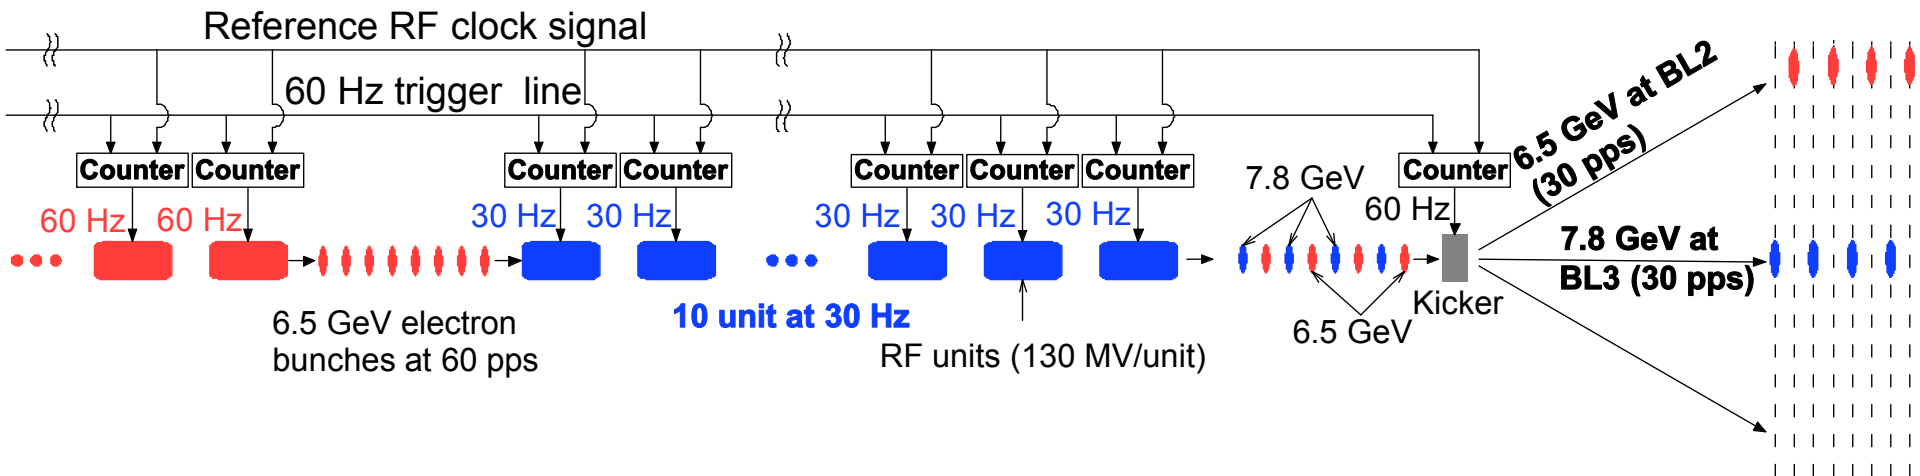 Reference RF clock signal
60 Hz trigger line
Counter
Counter
Counter
Counter
Counter
Counter
Counter
Counter
60 Hz
60 Hz
30 Hz
30 Hz
30 Hz
30 Hz
30 Hz
7.8 GeV
60 Hz
6.5 GeV at BL2
(30 pps)
7.8 GeV at
BL3 (30 pps)
Kicker
6.5 GeV
6.5 GeV electron
bunches at 60 pps
10 unit at 30 Hz
RF units (130 MV/unit)